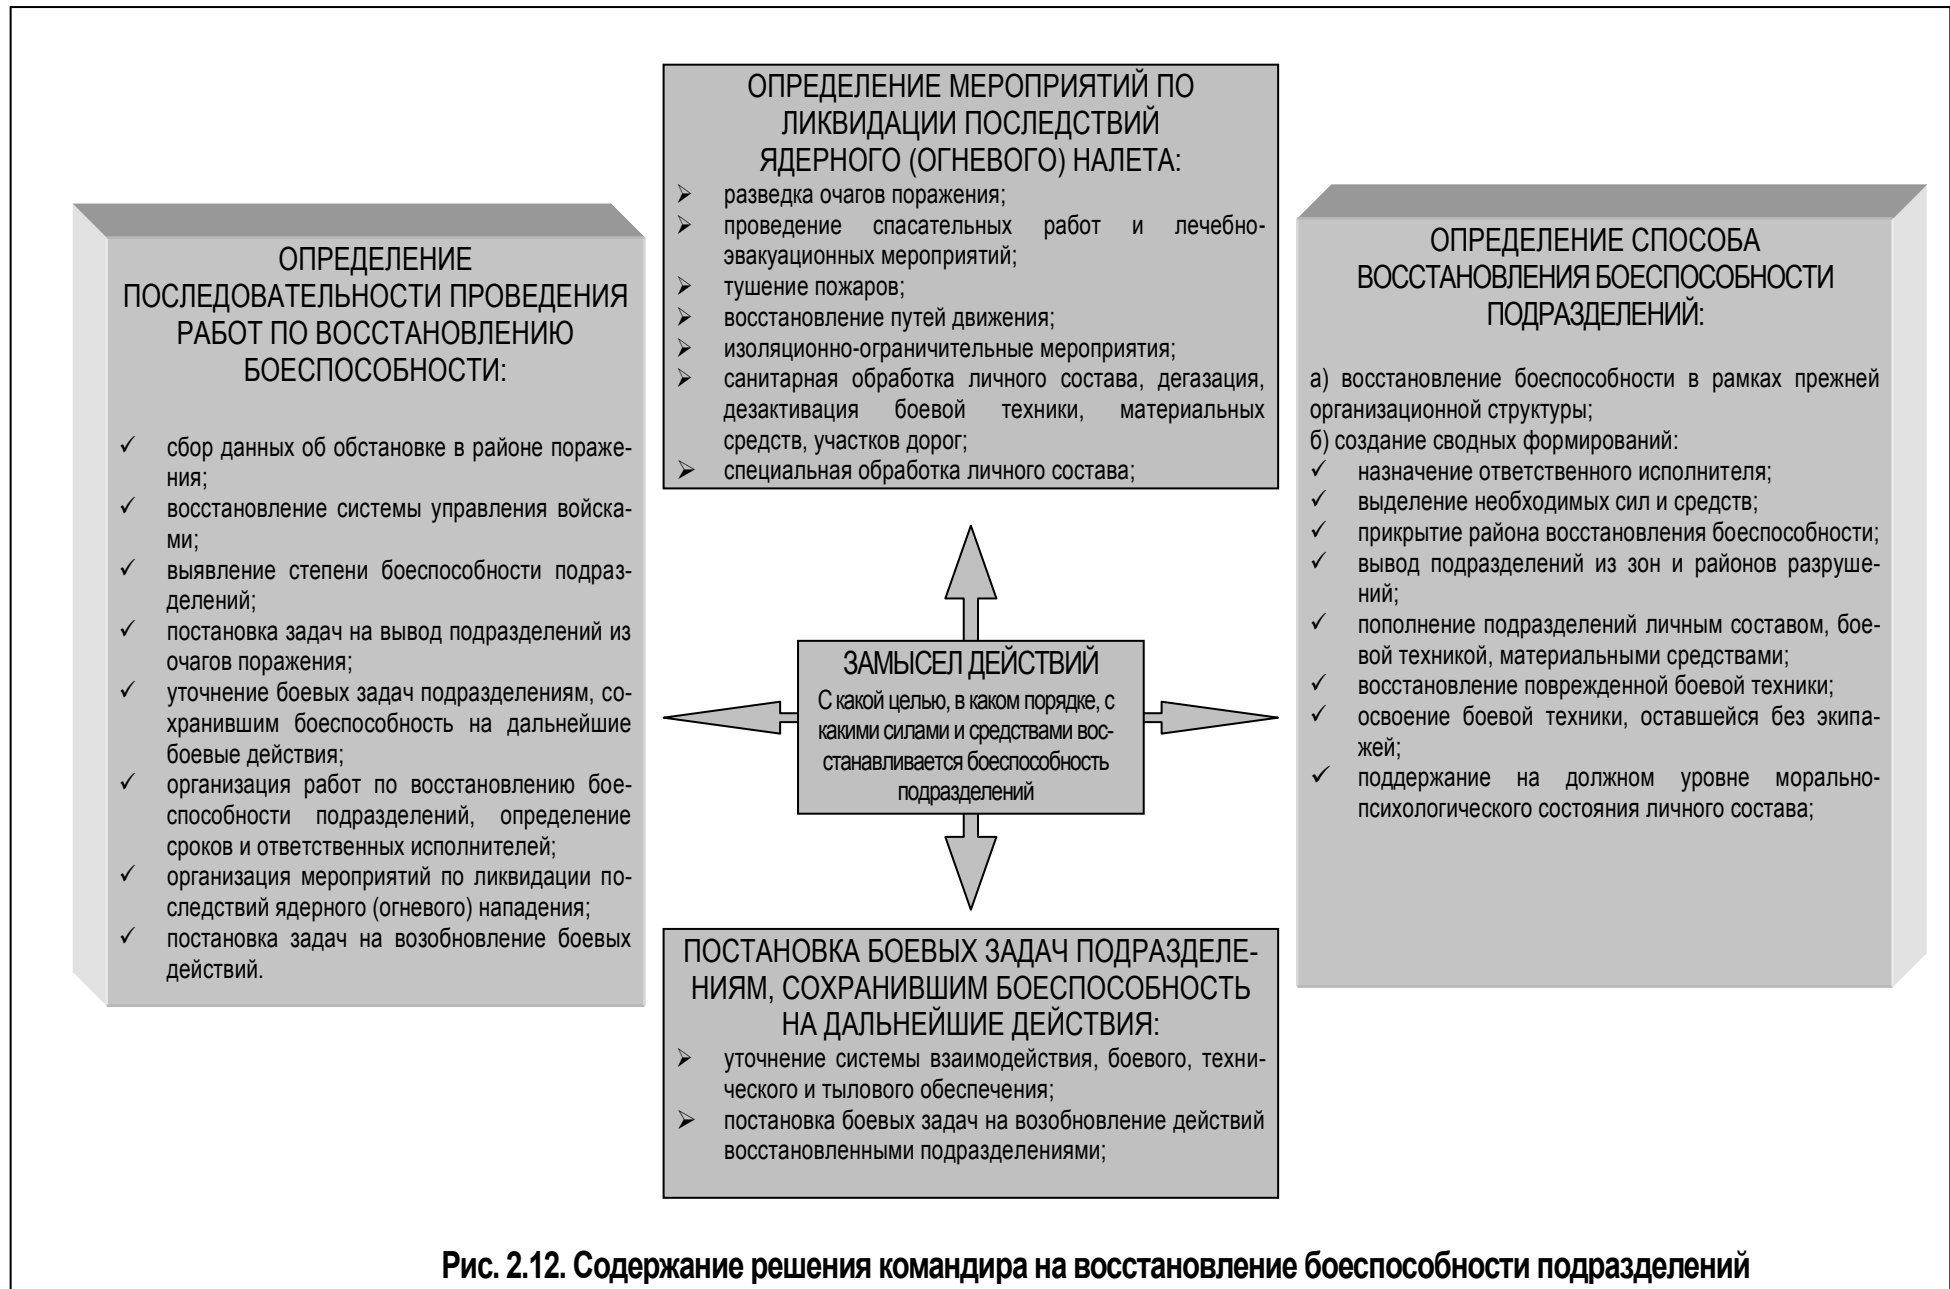 ОПРЕДЕЛЕНИЕ МЕРОПРИЯТИЙ ПО
ЛИКВИДАЦИИ ПОСЛЕДСТВИЙ
ЯДЕРНОГО (ОГНЕВОГО) НАЛЕТА:
➢ разведка очагов поражения;
➢ проведение спасательных работ и лечебно-
эвакуационных мероприятий;
➢ тушение пожаров;
➢ восстановление путей движения;
➢ изоляционно-ограничительные мероприятия;
➢ санитарная обработка личного состава, дегазация,
дезактивация боевой техники, материальных
средств, участков дорог;
➢ специальная обработка личного состава;
ОПРЕДЕЛЕНИЕ
ПОСЛЕДОВАТЕЛЬНОСТИ ПРОВЕДЕНИЯ
РАБОТ ПО ВОССТАНОВЛЕНИЮ
БОЕСПОСОБНОСТИ:
✓ сбор данных об обстановке в районе пораже-
ния;
✓ восстановление системы управления войска-
ми;
✓ выявление степени боеспособности подраз-
делений;
✓ постановка задач на вывод подразделений из
очагов поражения;
✓ уточнение боевых задач подразделениям, со-
хранившим боеспособность на дальнейшие
боевые действия;
✓ организация работ по восстановлению бое-
способности подразделений, определение
сроков и ответственных исполнителей;
✓ организация мероприятий по ликвидации по-
следствий ядерного (огневого) нападения;
✓ постановка задач на возобновление боевых
действий.
ЗАМЫСЕЛ ДЕЙСТВИЙ
С какой целью, в каком порядке, с
какими силами и средствами вос-
станавливается боеспособность
подразделений
ОПРЕДЕЛЕНИЕ СПОСОБА
ВОССТАНОВЛЕНИЯ БОЕСПОСОБНОСТИ
ПОДРАЗДЕЛЕНИЙ:
а) восстановление боеспособности в рамках прежней
организационной структуры;
б) создание сводных формирований:
✓ назначение ответственного исполнителя;
✓ выделение необходимых сил и средств;
✓ прикрытие района восстановления боеспособности;
✓ вывод подразделений из зон и районов разруше-
ний;
✓ пополнение подразделений личным составом, бое-
вой техникой, материальными средствами;
✓ восстановление поврежденной боевой техники;
✓ освоение боевой техники, оставшейся без экипа-
жей;
✓ поддержание на должном уровне морально-
психологического состояния личного состава;
ПОСТАНОВКА БОЕВЫХ ЗАДАЧ ПОДРАЗДЕЛЕ-
НИЯМ, СОХРАНИВШИМ БОЕСПОСОБНОСТЬ
НА ДАЛЬНЕЙШИЕ ДЕЙСТВИЯ:
➢ уточнение системы взаимодействия, боевого, техни-
ческого и тылового обеспечения;
➢ постановка боевых задач на возобновление действий
восстановленными подразделениями;
Рис. 2.12. Содержание решения командира на восстановление боеспособности подразделений